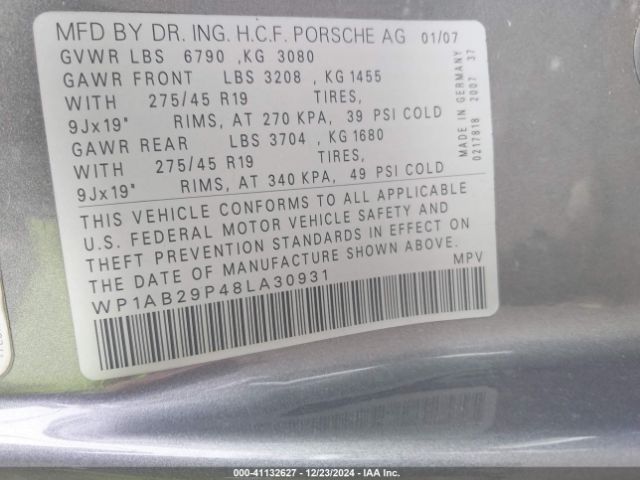 MFD BY DR. ING. H.C.F. PORSCHE AG 01/07
GVWR LBS 6790 ,KG 3080
GAWR FRONT LBS 3208 , KG 1455
WITH 275/45 R19 TIRES,
9Jx19" RIMS, AT 270 KPA, 39 PSI COLD
GAWR REAR LBS 3704 , KG 1680
WITH 275/45 R19 TIRES,
9Jx19" RIMS, AT 340 KPA, 49 PSI COLD
THIS VEHICLE CONFORMS TO ALL APPLICABLE
U.S. FEDERAL MOTOR VEHICLE SAFETY AND
THEFT PREVENTION STANDARDS IN EFFECT ON
THE DATE OF MANUFACTURE SHOWN ABOVE.
WP1AB29P48LA30931 MPV
MADE IN GERMANY
0217818 2007 37
000-41132627 - 12/23/2024 - IAA Inc.